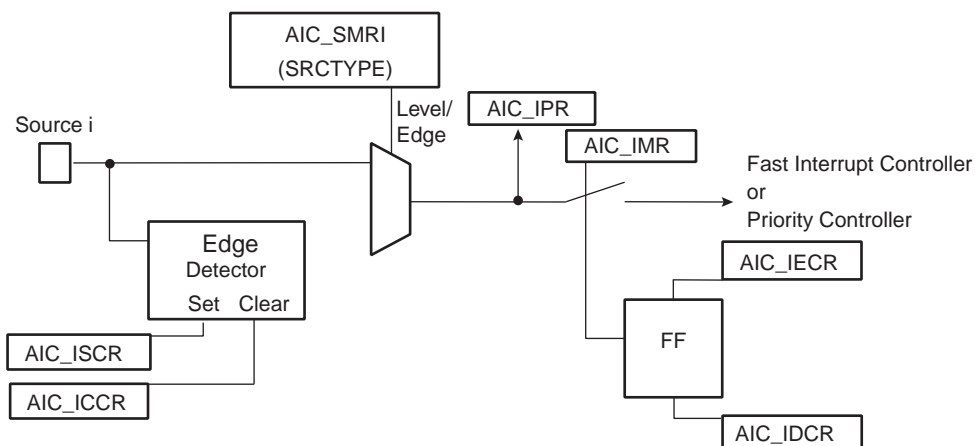 AIC_SMRI
(SRCTYPE)
Level/
Edge
AIC_IPR
Source i
AIC_IMR
Fast Interrupt Controller
or
Priority Controller
Edge
Detector
Set Clear
AIC_IECR
FF
AIC_ISCR
AIC_ICCR
AIC_IDCR